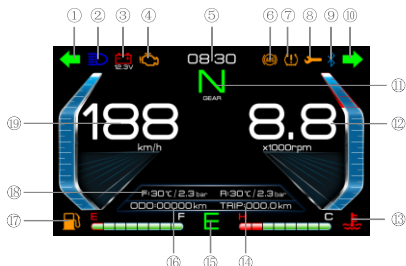 ① ② ③ ④ ⑤ ⑥ ⑦ ⑧ ⑨ ⑩
12.3V 08:30
N
GEAR
⑪
⑲ 188 8.8 ⑫
km/h x1000rpm
⑱ F:30℃/2.3bar R:30℃/2.3bar
ODO:00000km TRIP:000.0km
⑰ E F E H C ⑬
⑯ ⑮ ⑭